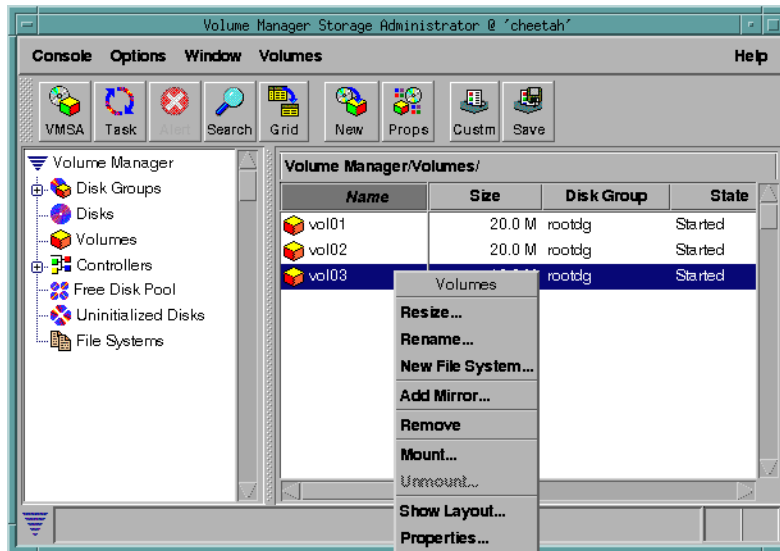 Volume Manager Storage Administrator @ 'cheetah'
Console Options Window Volumes Help
VMSA Task Alert Search Grid New Props Custm Save
Volume Manager
Disk Groups
Disks
Volumes
Controllers
Free Disk Pool
Uninitialized Disks
File Systems
Volume Manager/Volumes/
Name Size Disk Group State
vol01 20.0 M rootdg Started
vol02 20.0 M rootdg Started
vol03 rootdg Started
Volumes
Resize...
Rename...
New File System...
Add Mirror...
Remove
Mount...
Unmount...
Show Layout...
Properties...